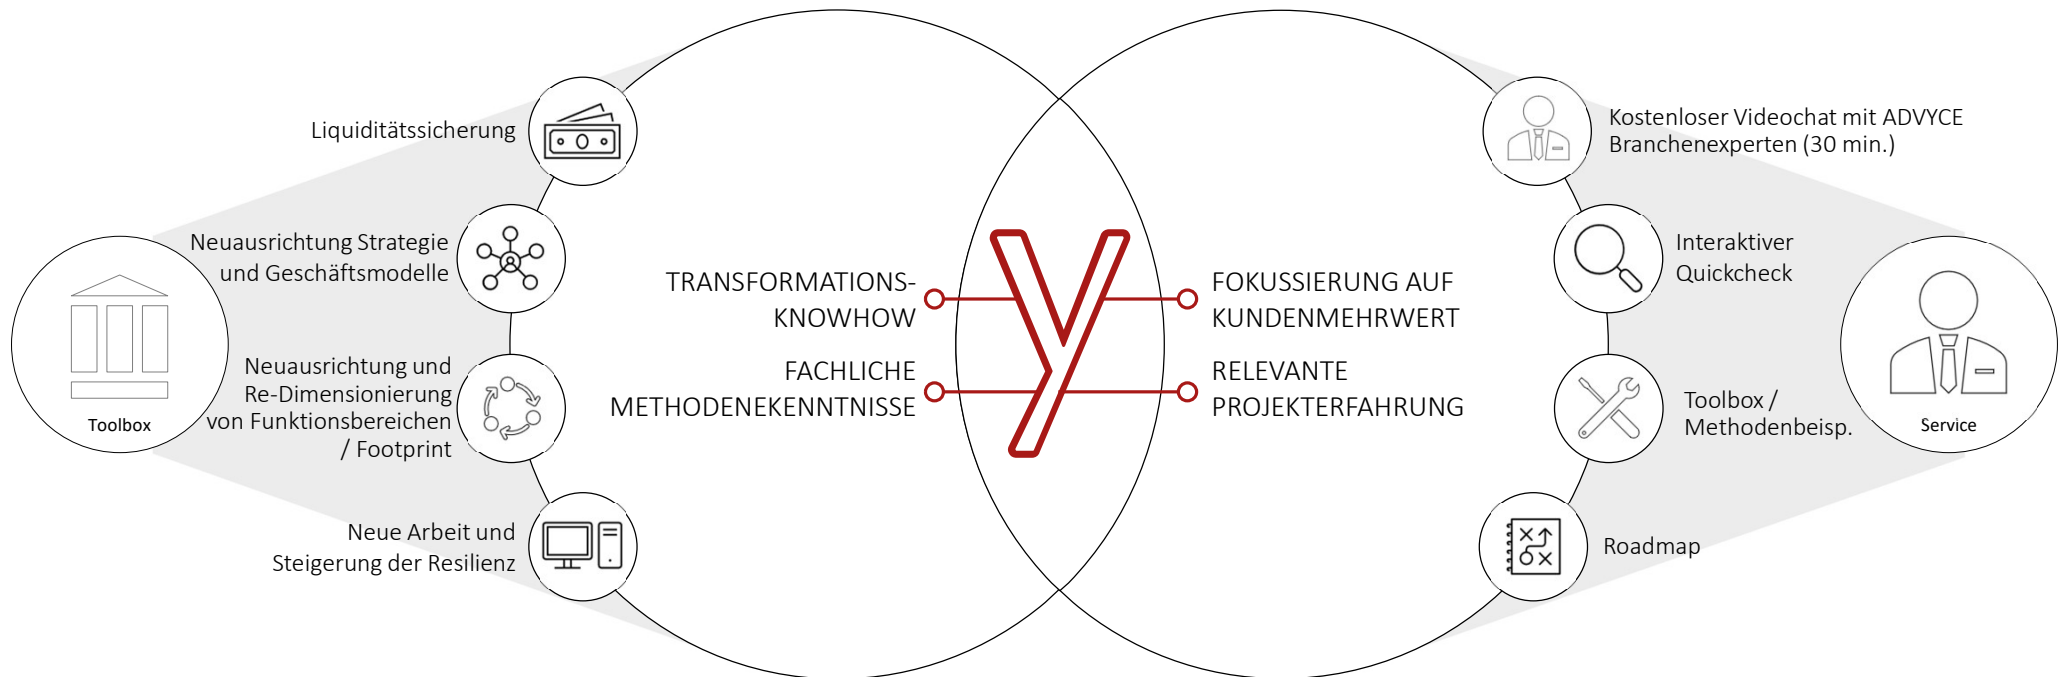 Liquiditätssicherung
Neuausrichtung Strategie
und Geschäftsmodelle
Neuausrichtung und
Re-Dimensionierung
von Funktionsbereichen
/ Footprint
Neue Arbeit und
Steigerung der Resilienz
Toolbox
TRANSFORMATIONS-
KNOWHOW
FACHLICHE
METHODENEKENNTNISSE
Y
FOKUSSIERUNG AUF
KUNDENMEHRWERT
RELEVANTE
PROJEKTERFAHRUNG
Kostenloser Videochat mit ADVYCE
Branchenexperten (30 min.)
Interaktiver
Quickcheck
Toolbox /
Methodenbeisp.
Roadmap
Service